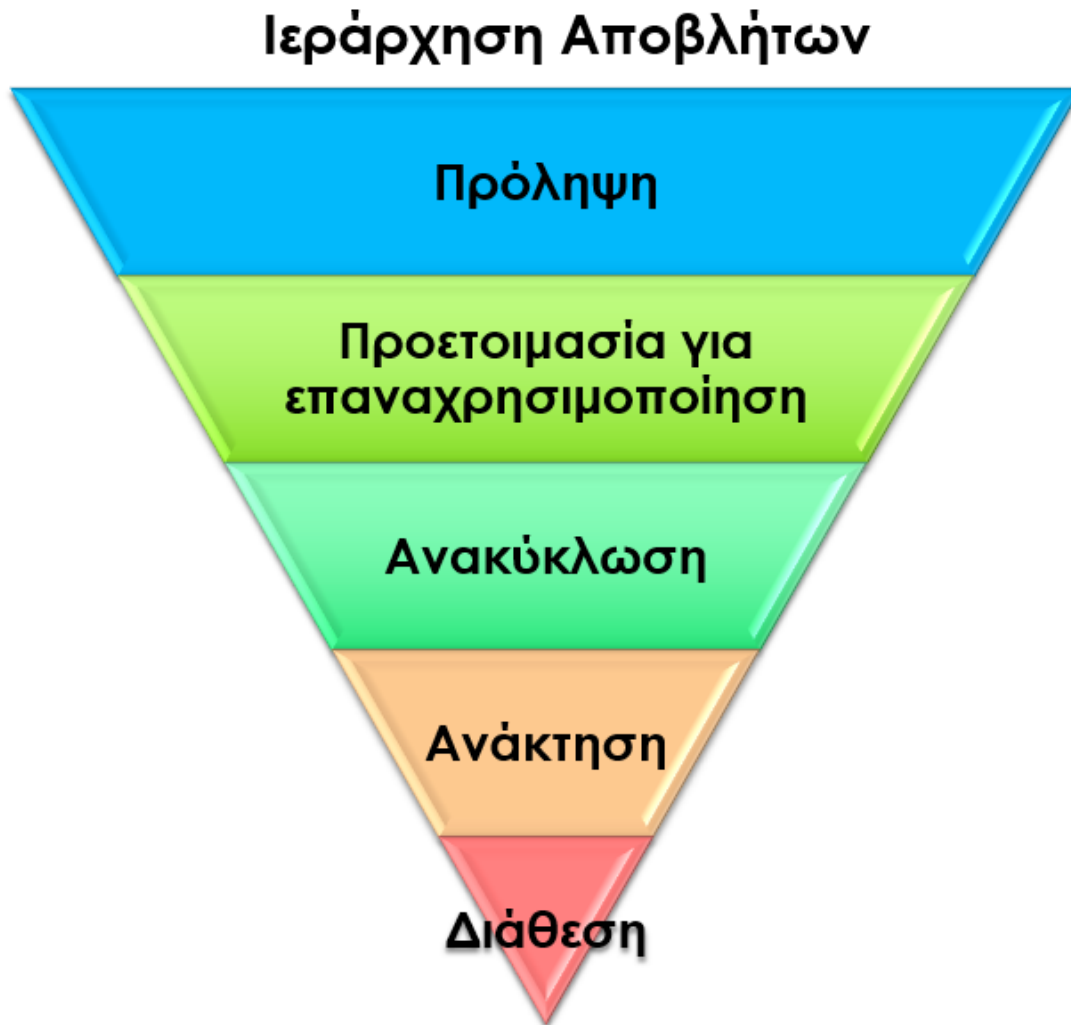 Ιεράρχηση Αποβλήτων
Πρόληψη
Προετοιμασία για
επαναχρησιμοποίηση
Ανακύκλωση
Ανάκτηση
Διάθεση